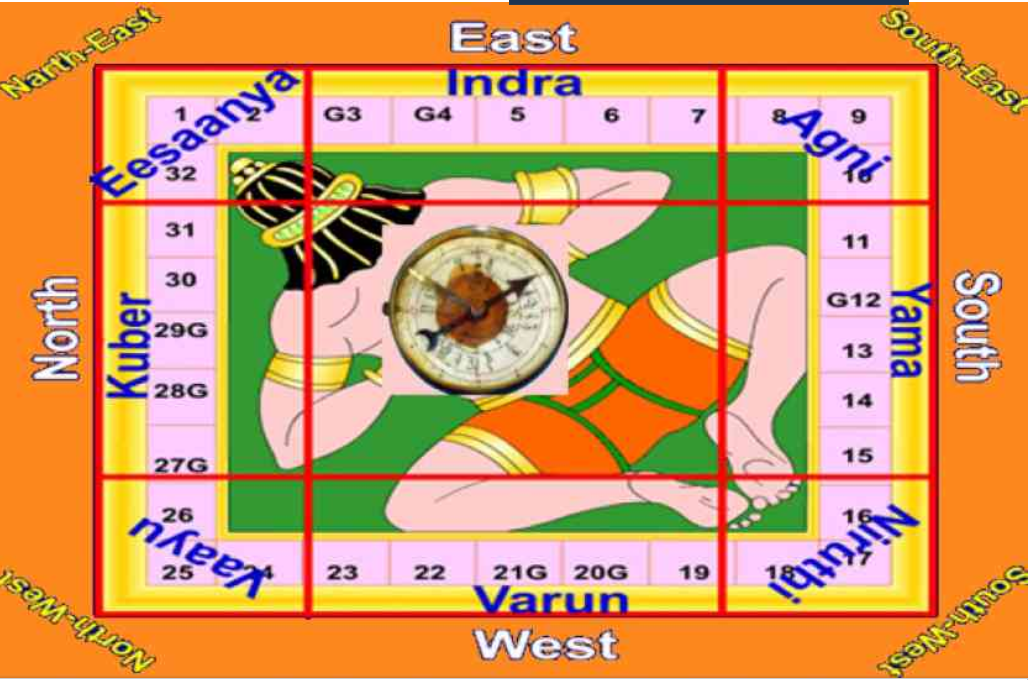 East
Narth-East
South-East
Indra
Eesaanya
Agni
1 2 G3 G4 5 6 7 8 9
32 10
31 11
30 G12
29G 13
28G 14
27G 15
26 16
25 24 23 22 21G 20G 19 18 17
North
Kuber
Yama
South
Vaayu
Niruthi
Varun
North-West
West
South-West